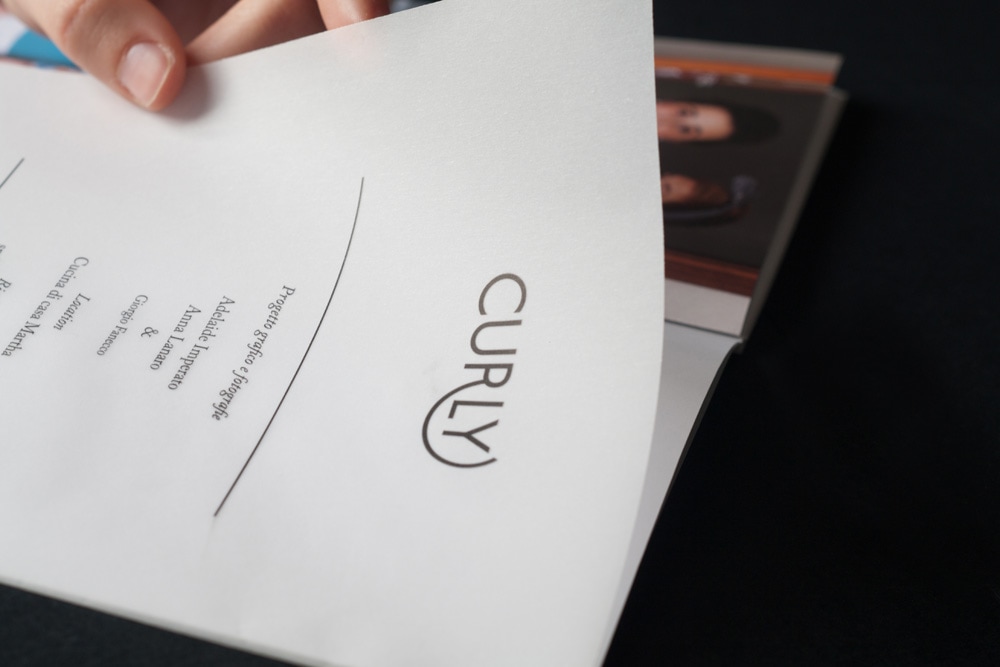 CURLY
Progetto grafico e fotografie
Adelaide Imperato
Anna Lanaro
&
Giorgio Fanecco
Location
Cucina di casa Martha